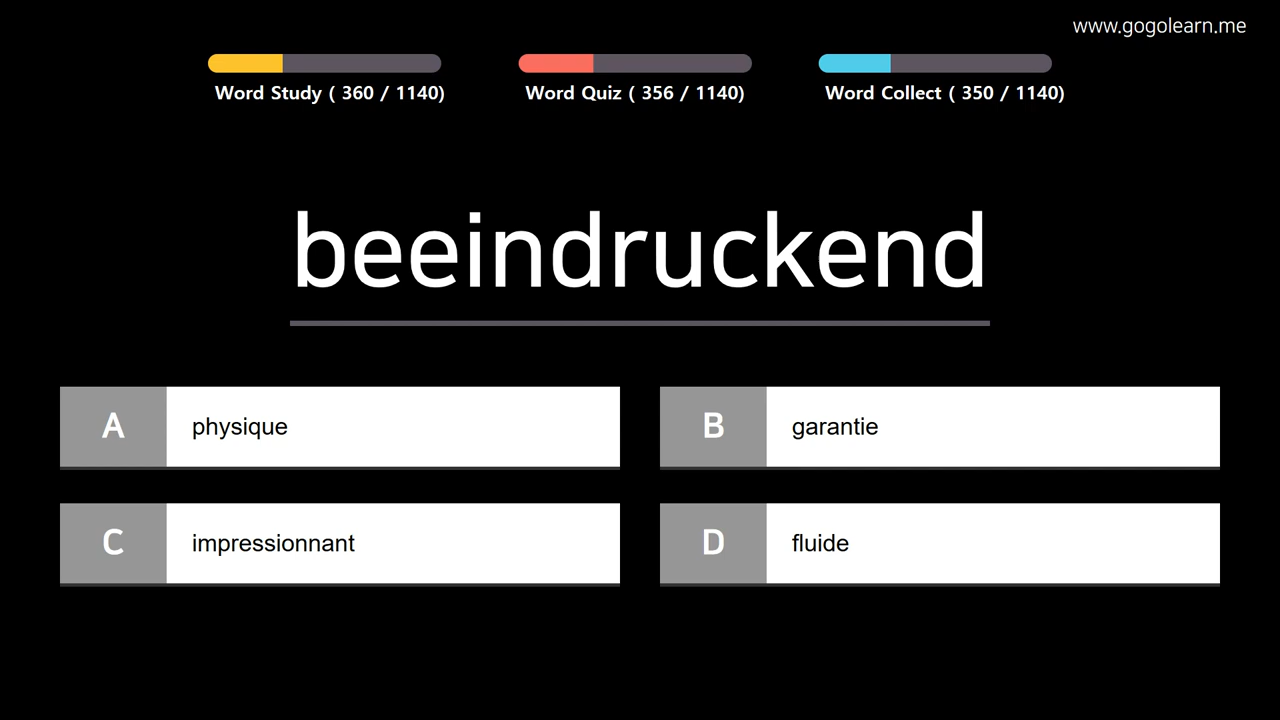 www.gogolearn.me
Word Study ( 360 / 1140)
Word Quiz ( 356 / 1140)
Word Collect ( 350 / 1140)
beeindruckend
A physique
B garantie
C impressionnant
D fluide